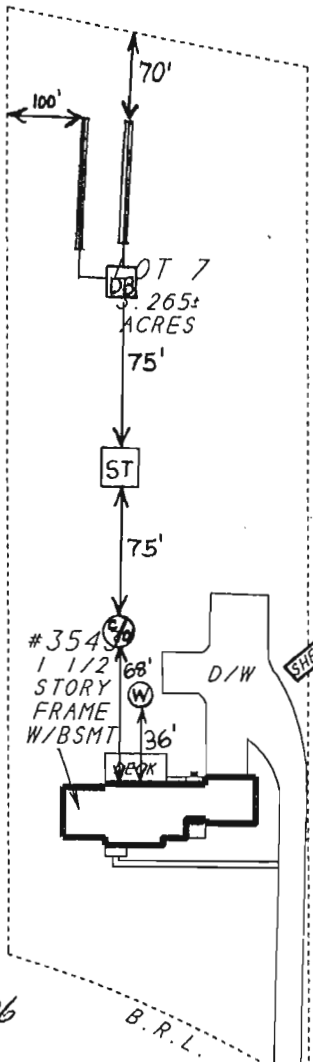 70'
100'
LOT 7
DB
3.265±
ACRES
75'
ST
75'
C/O
#3545
1 1/2
STORY
FRAME
W/BSMT
68'
W
36'
D/W
DECK
B.R.L.